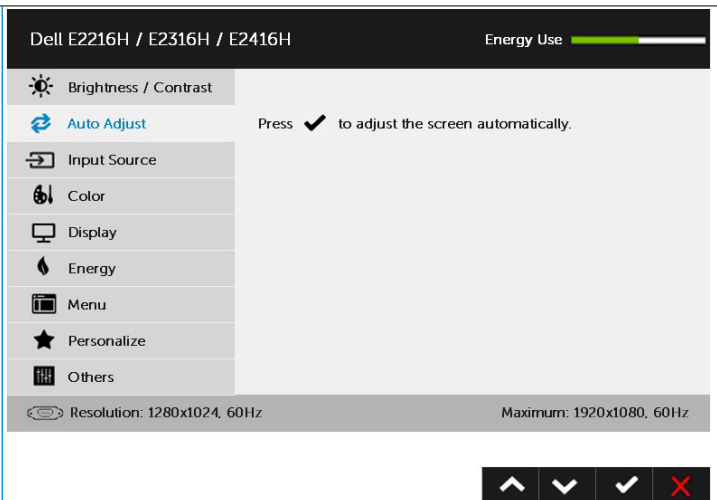 Dell E2216H / E2316H / E2416H Energy Use
Brightness / Contrast
Auto Adjust Press ✔ to adjust the screen automatically.
Input Source
Color
Display
Energy
Menu
Personalize
Others
Resolution: 1280x1024, 60Hz Maximum: 1920x1080, 60Hz